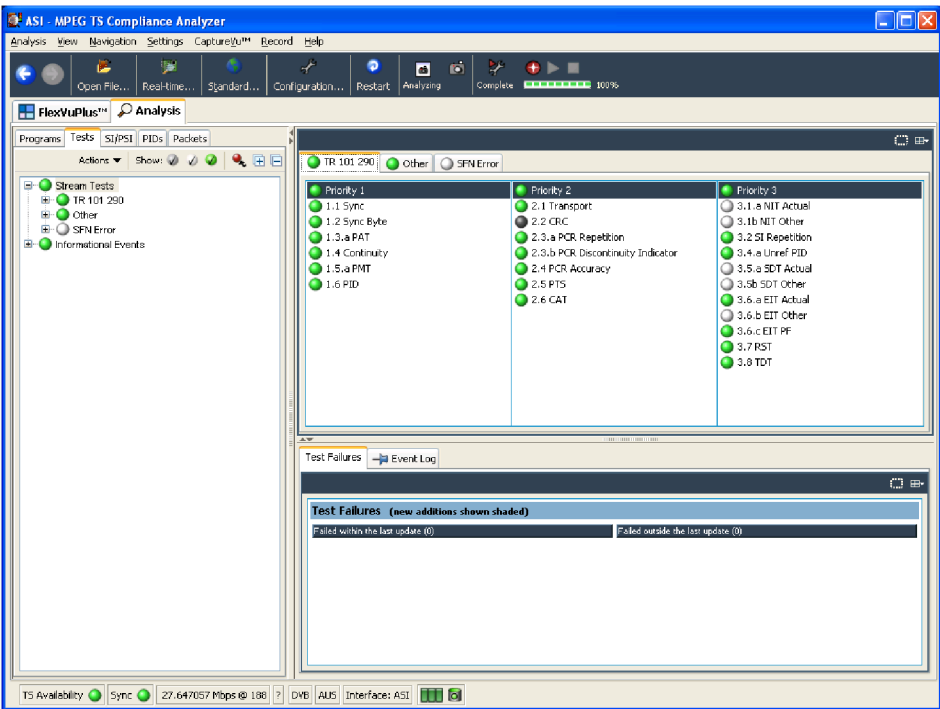 ASI - MPEG TS Compliance Analyzer
Analysis View Navigation Settings CaptureVu™ Record Help
Open File... Real-time... Standard... Configuration... Restart Analyzing Complete 100%
FlexVuPlus™ Analysis
Programs Tests SI/PSI PIDs Packets
Actions Show:
Stream Tests
TR 101 290
Other
SFN Error
Informational Events
TR 101 290 Other SFN Error
Priority 1
1.1 Sync
1.2 Sync Byte
1.3.a PAT
1.4 Continuity
1.5.a PMT
1.6 PID
Priority 2
2.1 Transport
2.2 CRC
2.3.a PCR Repetition
2.3.b PCR Discontinuity Indicator
2.4 PCR Accuracy
2.5 PTS
2.6 CAT
Priority 3
3.1.a NIT Actual
3.1b NIT Other
3.2 SI Repetition
3.4.a Unref PID
3.5.a SDT Actual
3.5b SDT Other
3.6.a EIT Actual
3.6.b EIT Other
3.6.c EIT PF
3.7 RST
3.8 TDT
Test Failures Event Log
Test Failures (new additions shown shaded)
Failed within the last update (0) Failed outside the last update (0)
TS Availability Sync 27.647057 Mbps @ 188 ? DVB AUS Interface: ASI